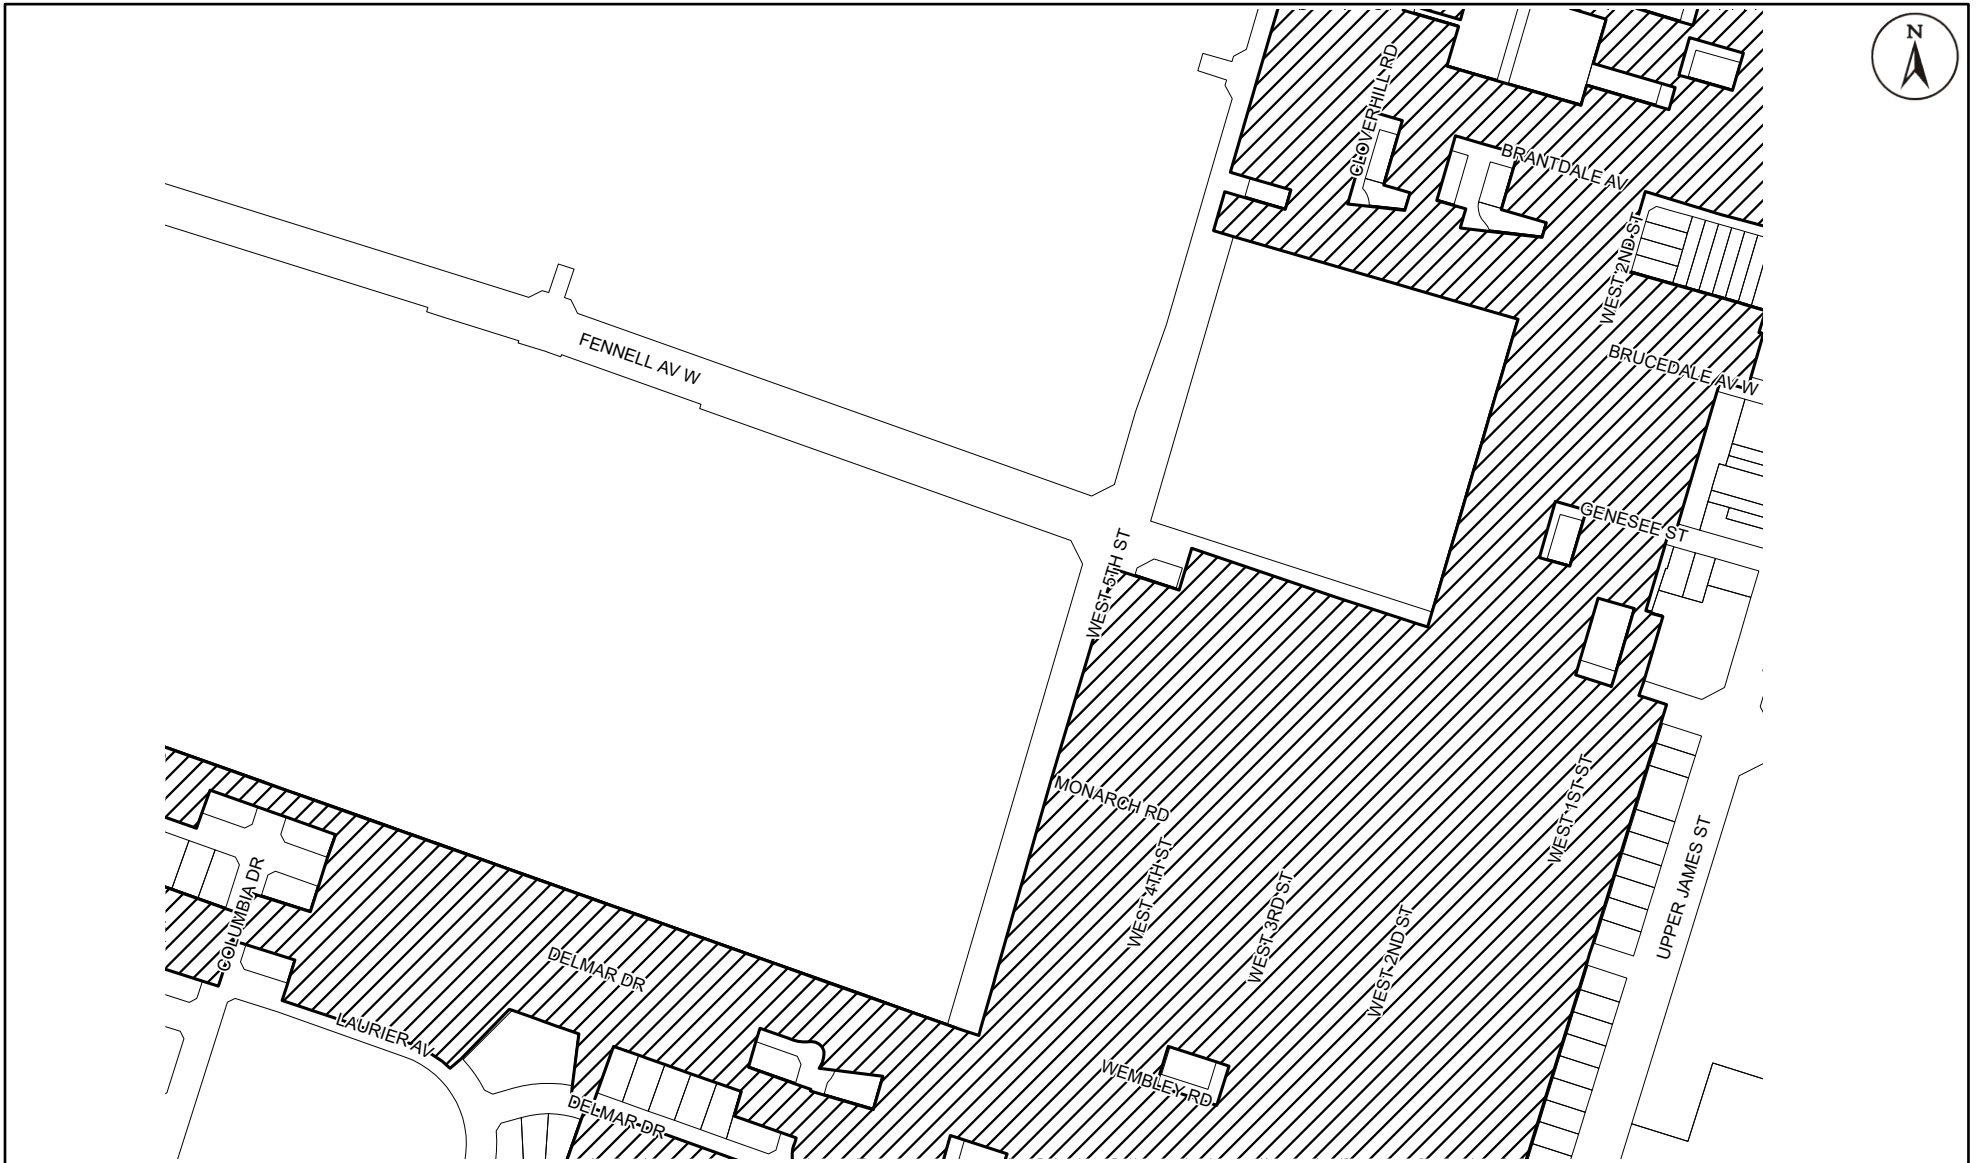 N
CLOVERHILL RD
BRANTDALE AV
WEST 2ND ST
FENNELL AV W
BRUCEDALE AV W
GENESEE ST
WEST 5TH ST
MONARCH RD
WEST 1ST ST
UPPER JAMES ST
WEST 4TH ST
WEST 3RD ST
WEST 2ND ST
COLUMBIA DR
DELMAR DR
LAURIER AV
WEMBLEY RD
DELMAR DR